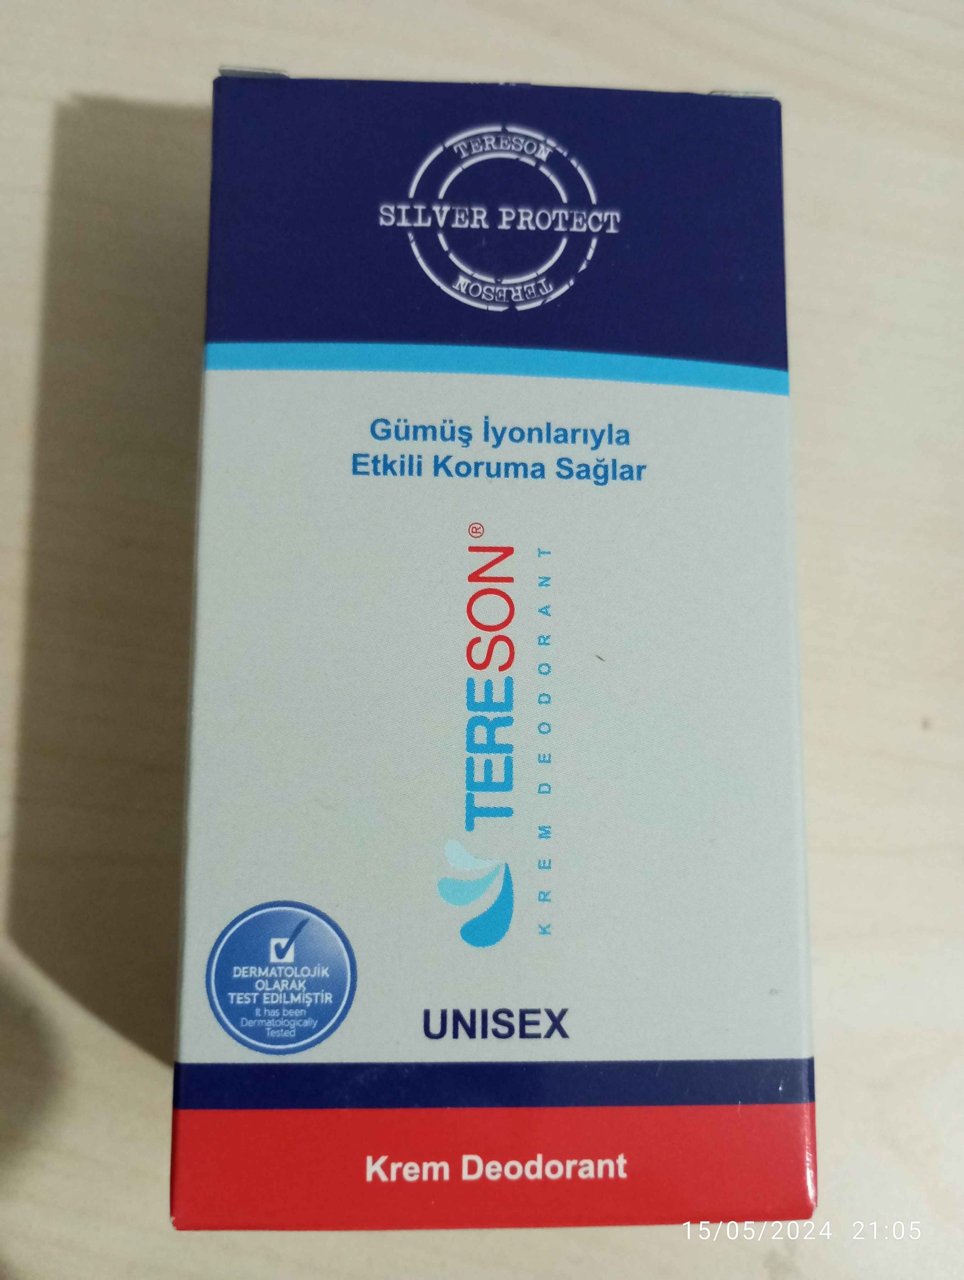 TERESON
SILVER PROTECT
TERESON
Gümüş İyonlarıyla
Etkili Koruma Sağlar
TERESON®
KREM DEODORANT
DERMATOLOJİK
OLARAK
TEST EDİLMİŞTİR
It has been
Dermatologically
Tested
UNISEX
Krem Deodorant
15/05/2024 21:05